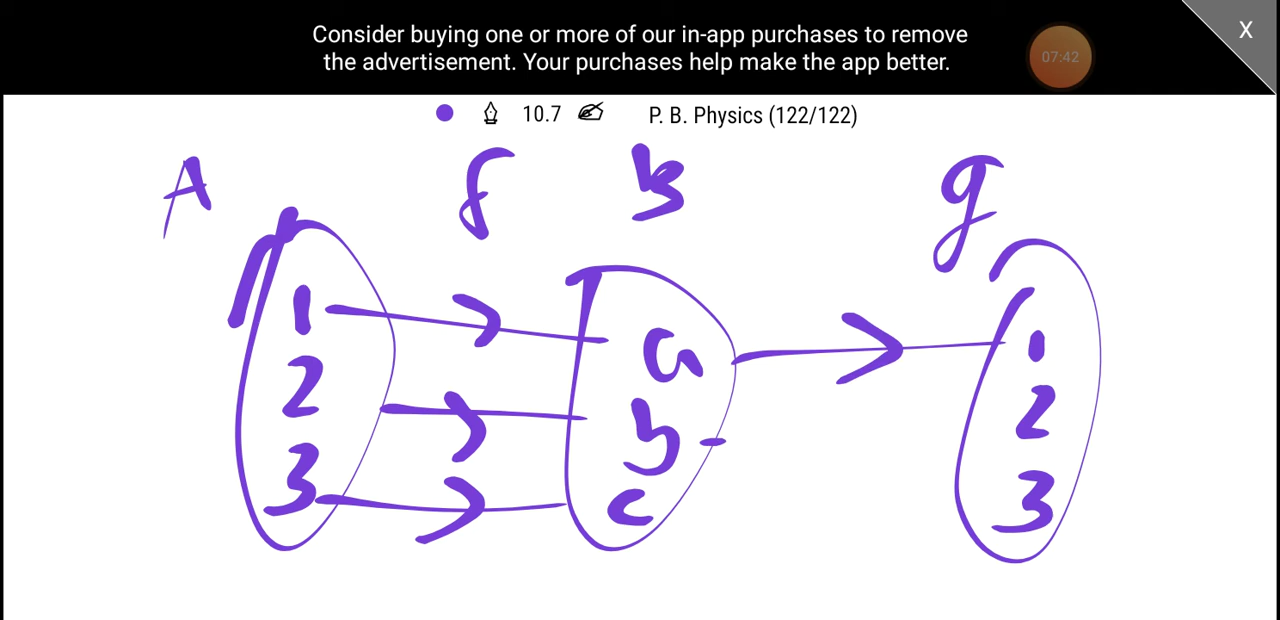 Consider buying one or more of our in-app purchases to remove
the advertisement. Your purchases help make the app better.
07:42
X
10.7
P. B. Physics (122/122)
A f B g
1 a 1
2 b 2
3 c 3